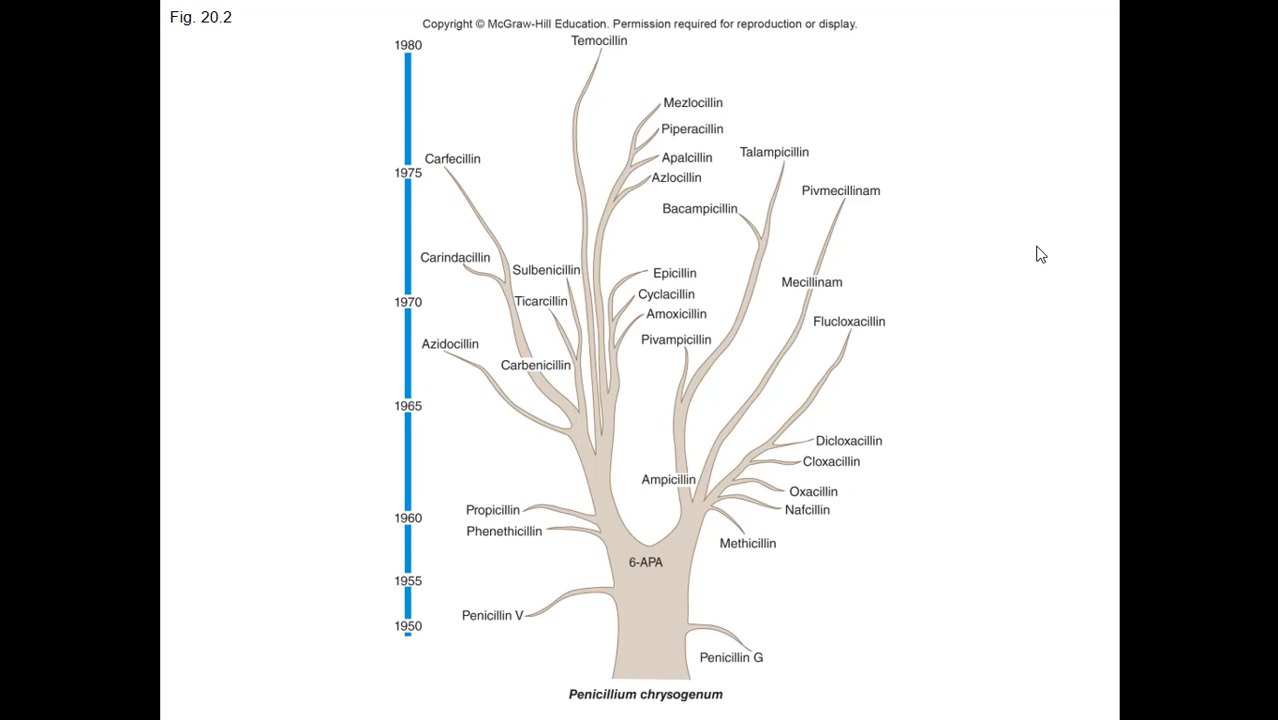 Fig. 20.2
Copyright © McGraw-Hill Education. Permission required for reproduction or display.
1980
Temocillin
Mezlocillin
Piperacillin
Talampicillin
Carfecillin
Apalcillin
1975
Azlocillin
Pivmecillinam
Bacampicillin
Carindacillin
Sulbenicillin
Epicillin
Mecillinam
Cyclacillin
1970
Ticarcillin
Amoxicillin
Flucloxacillin
Azidocillin
Pivampicillin
Carbenicillin
1965
Dicloxacillin
Cloxacillin
Ampicillin
Oxacillin
Propicillin
Nafcillin
1960
Phenethicillin
Methicillin
6-APA
1955
Penicillin V
1950
Penicillin G
Penicillium chrysogenum